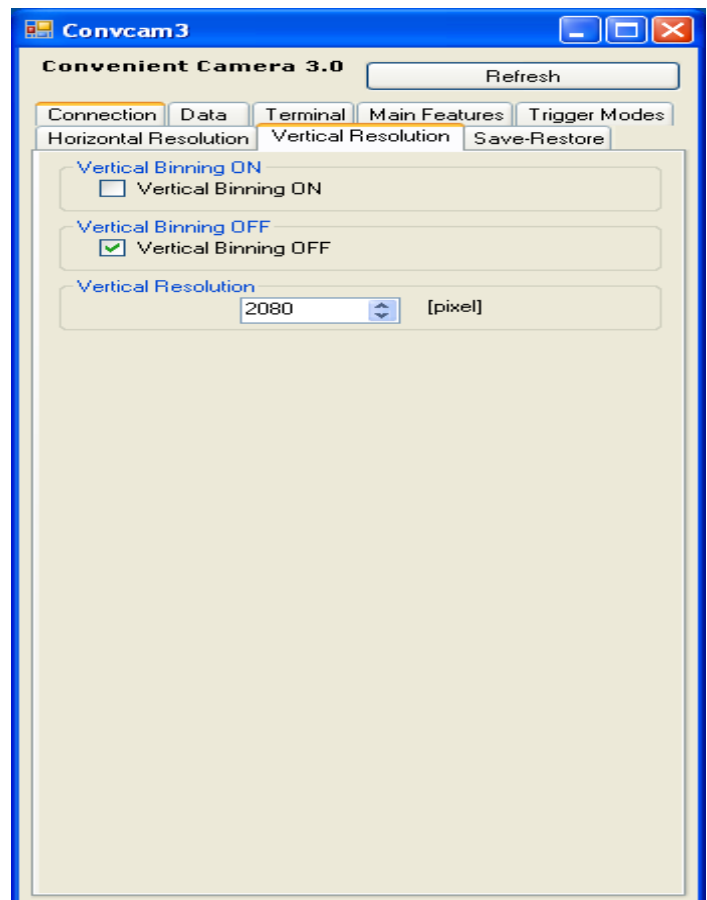 Convcam3
Convenient Camera 3.0 Refresh
Connection Data Terminal Main Features Trigger Modes
Horizontal Resolution Vertical Resolution Save-Restore
Vertical Binning ON
Vertical Binning ON
Vertical Binning OFF
Vertical Binning OFF
Vertical Resolution
2080 [pixel]